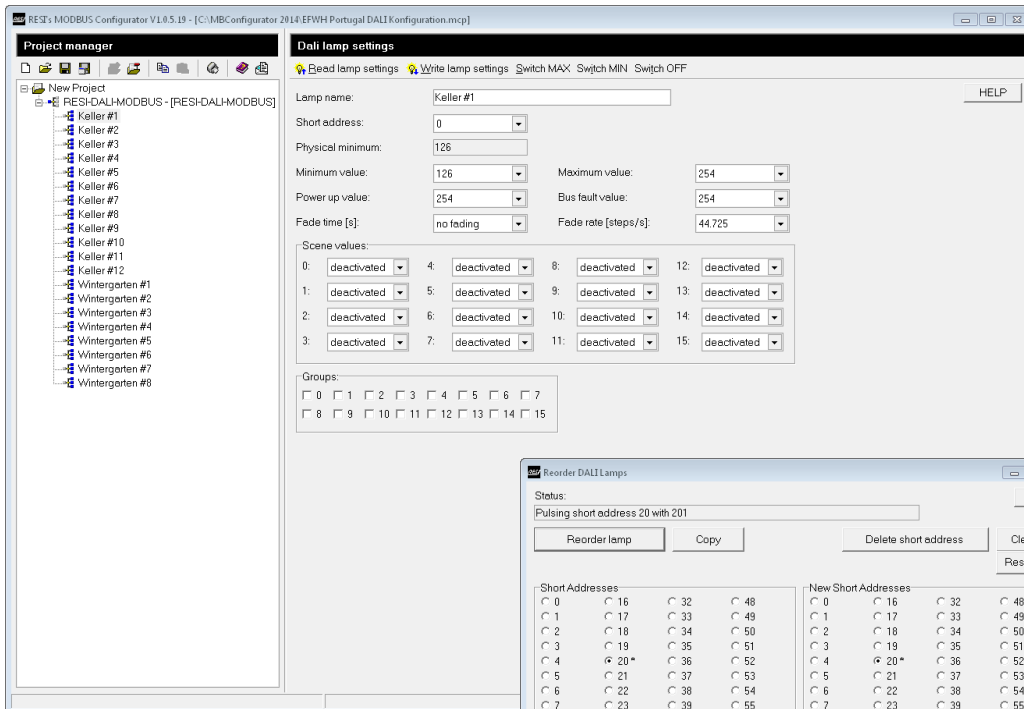 RESI's MODBUS Configurator V1.0.5.19 - [C:\MBConfigurator 2014\EFWH Portugal DALI Konfiguration.mcp]
Project manager
New Project
RESI-DALI-MODBUS - [RESI-DALI-MODBUS]
Keller #1
Keller #2
Keller #3
Keller #4
Keller #5
Keller #6
Keller #7
Keller #8
Keller #9
Keller #10
Keller #11
Keller #12
Wintergarten #1
Wintergarten #2
Wintergarten #3
Wintergarten #4
Wintergarten #5
Wintergarten #6
Wintergarten #7
Wintergarten #8
Dali lamp settings
Read lamp settings Write lamp settings Switch MAX Switch MIN Switch OFF
HELP
Lamp name: Keller #1
Short address: 0
Physical minimum: 126
Minimum value: 126 Maximum value: 254
Power up value: 254 Bus fault value: 254
Fade time [s]: no fading Fade rate [steps/s]: 44.725
Scene values:
0: deactivated 4: deactivated 8: deactivated 12: deactivated
1: deactivated 5: deactivated 9: deactivated 13: deactivated
2: deactivated 6: deactivated 10: deactivated 14: deactivated
3: deactivated 7: deactivated 11: deactivated 15: deactivated
Groups:
0 1 2 3 4 5 6 7
8 9 10 11 12 13 14 15
RESI Reorder DALI Lamps
Status:
Pulsing short address 20 with 201
Reorder lamp Copy Delete short address Cle
Res
Short Addresses New Short Addresses
0 16 32 48 0 16 32 48
1 17 33 49 1 17 33 49
2 18 34 50 2 18 34 50
3 19 35 51 3 19 35 51
4 20 * 36 52 4 20 * 36 52
5 21 37 53 5 21 37 53
6 22 38 54 6 22 38 54
7 23 39 55 7 23 39 55